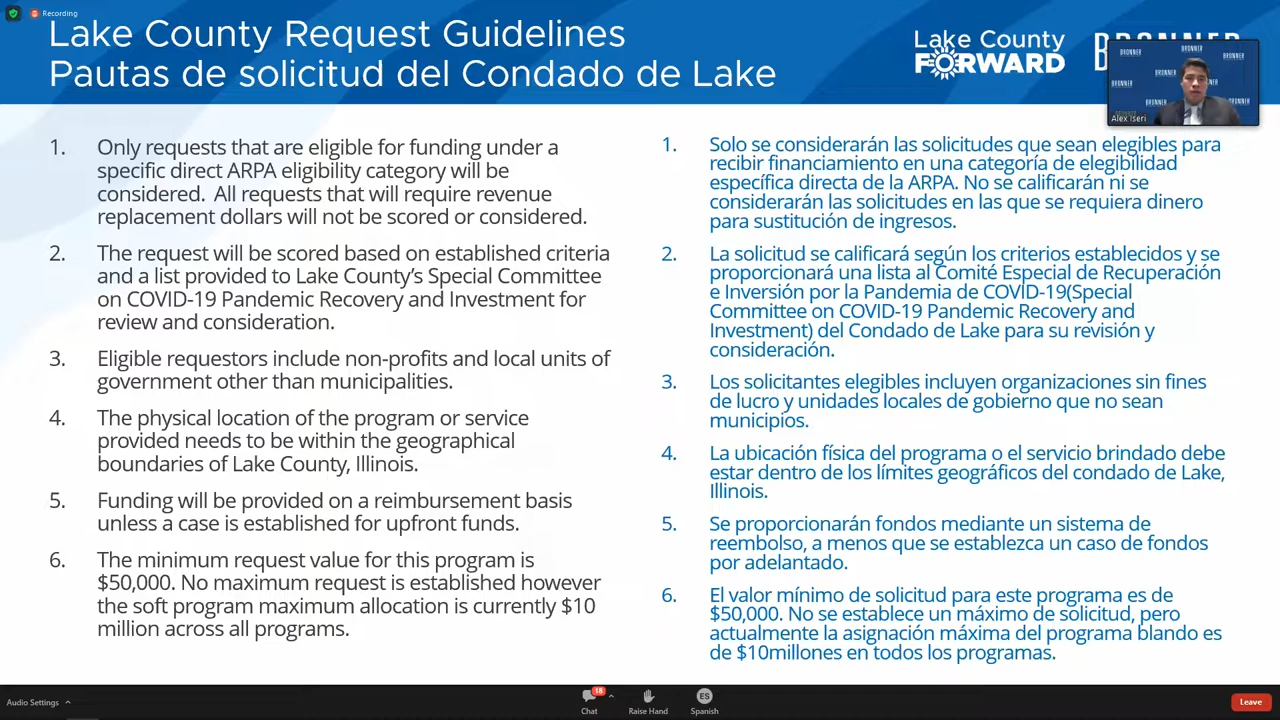 Recording
Lake County Request Guidelines
Pautas de solicitud del Condado de Lake
Lake County
FORWARD
BRONNER
BRONNER
BRONNER
BRONNER
BRONNER
BRONNER
BRONNER
BRONNER
Alex Iseri
1. Only requests that are eligible for funding under a
specific direct ARPA eligibility category will be
considered. All requests that will require revenue
replacement dollars will not be scored or considered.
2. The request will be scored based on established criteria
and a list provided to Lake County's Special Committee
on COVID-19 Pandemic Recovery and Investment for
review and consideration.
3. Eligible requestors include non-profits and local units of
government other than municipalities.
4. The physical location of the program or service
provided needs to be within the geographical
boundaries of Lake County, Illinois.
5. Funding will be provided on a reimbursement basis
unless a case is established for upfront funds.
6. The minimum request value for this program is
$50,000. No maximum request is established however
the soft program maximum allocation is currently $10
million across all programs.
1. Solo se considerarán las solicitudes que sean elegibles para
recibir financiamiento en una categoría de elegibilidad
específica directa de la ARPA. No se calificarán ni se
considerarán las solicitudes en las que se requiera dinero
para sustitución de ingresos.
2. La solicitud se calificará según los criterios establecidos y se
proporcionará una lista al Comité Especial de Recuperación
e Inversión por la Pandemia de COVID-19(Special
Committee on COVID-19 Pandemic Recovery and
Investment) del Condado de Lake para su revisión y
consideración.
3. Los solicitantes elegibles incluyen organizaciones sin fines
de lucro y unidades locales de gobierno que no sean
municipios.
4. La ubicación física del programa o el servicio brindado debe
estar dentro de los límites geográficos del condado de Lake,
Illinois.
5. Se proporcionarán fondos mediante un sistema de
reembolso, a menos que se establezca un caso de fondos
por adelantado.
6. El valor mínimo de solicitud para este programa es de
$50,000. No se establece un máximo de solicitud, pero
actualmente la asignación máxima del programa blando es
de $10millones en todos los programas.
Audio Settings
18
Chat
Raise Hand
ES
Spanish
Leave